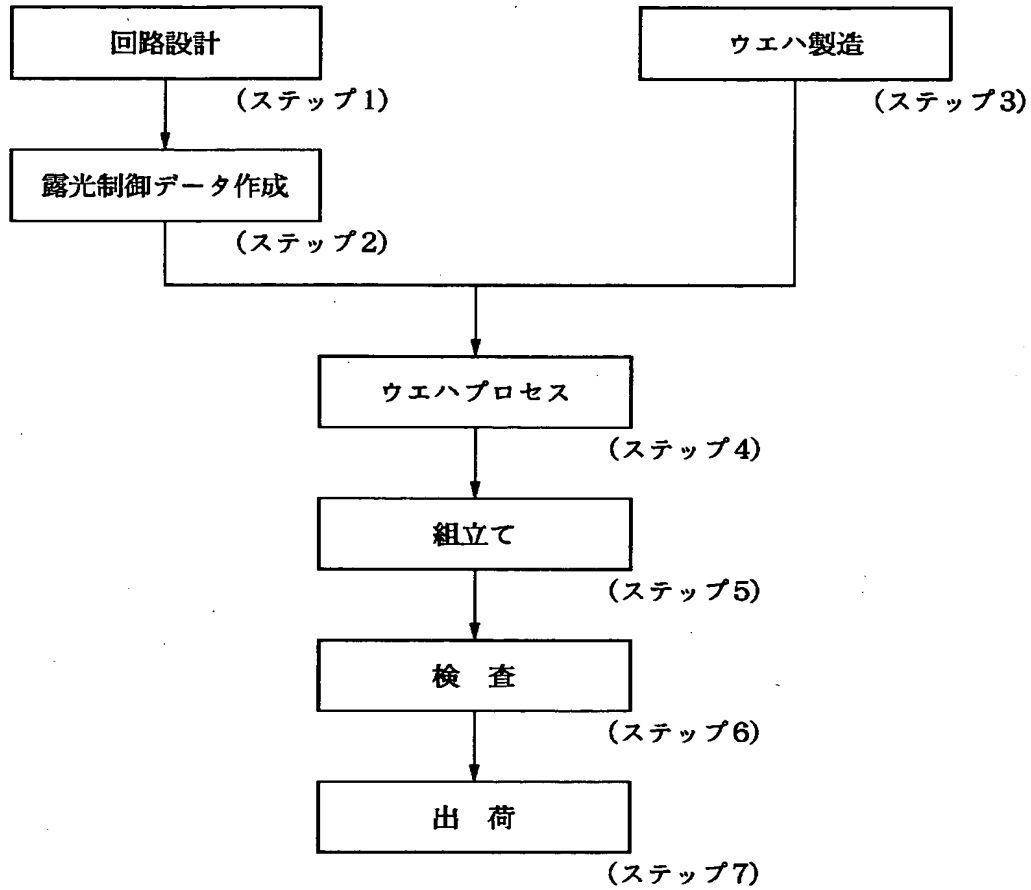 回路設計
(ステップ1)
ウエハ製造
(ステップ3)
露光制御データ作成
(ステップ2)
ウエハプロセス
(ステップ4)
組立て
(ステップ5)
検 査
(ステップ6)
出 荷
(ステップ7)